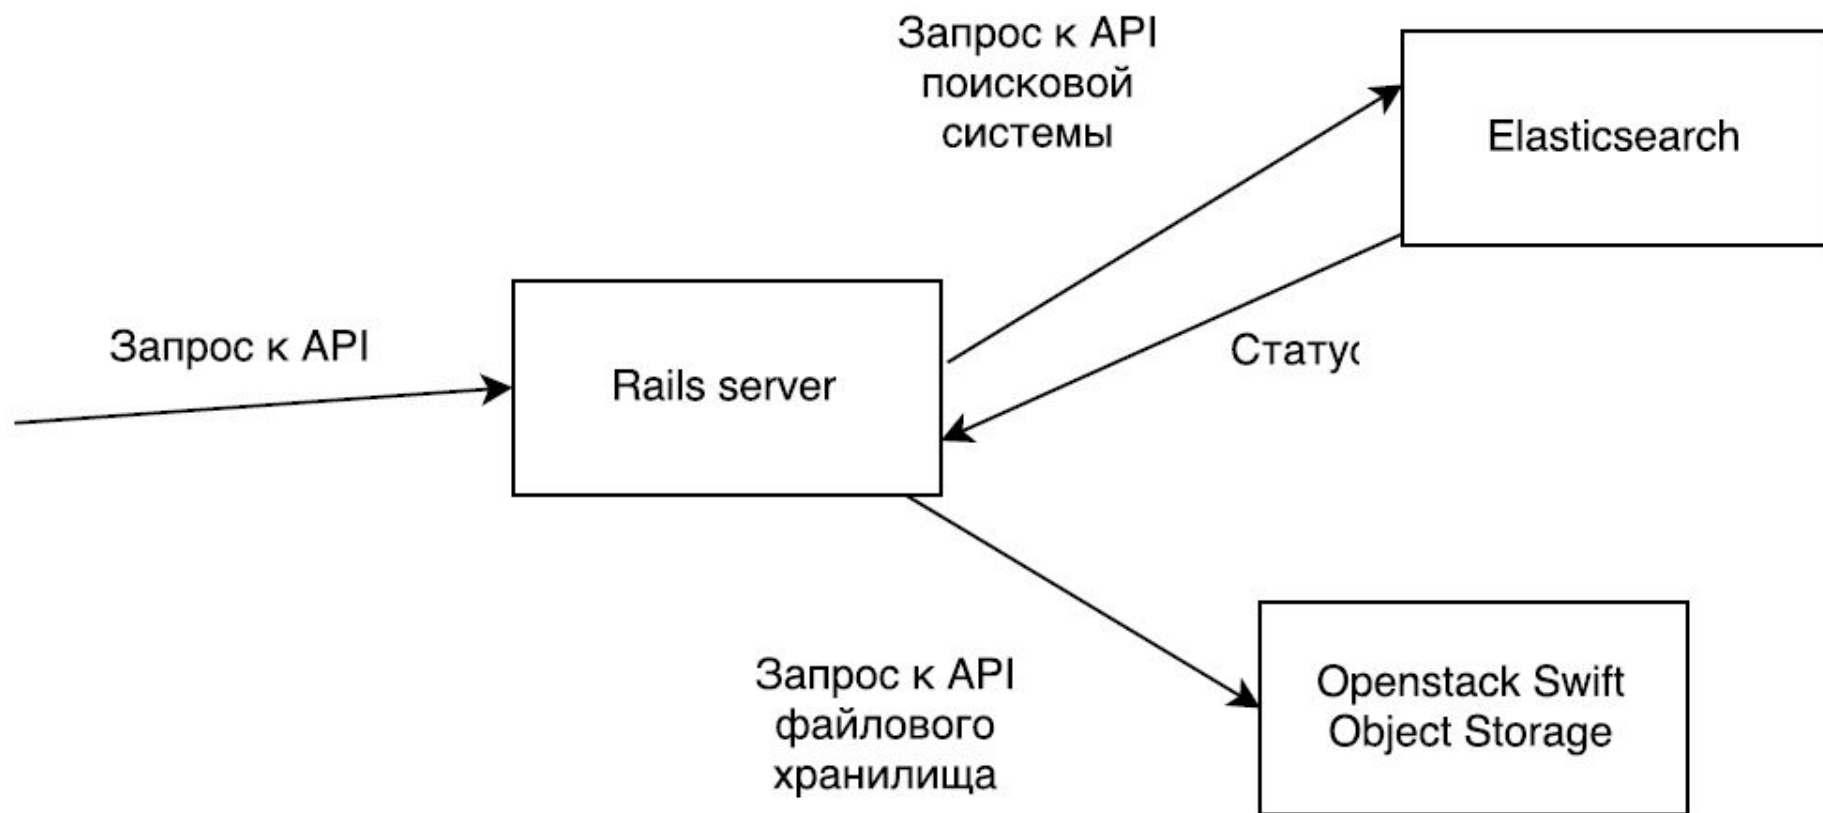 Запрос к API
поисковой
системы
Elasticsearch
Запрос к API
Rails server
Статус
Запрос к API
файлового
хранилища
Openstack Swift
Object Storage